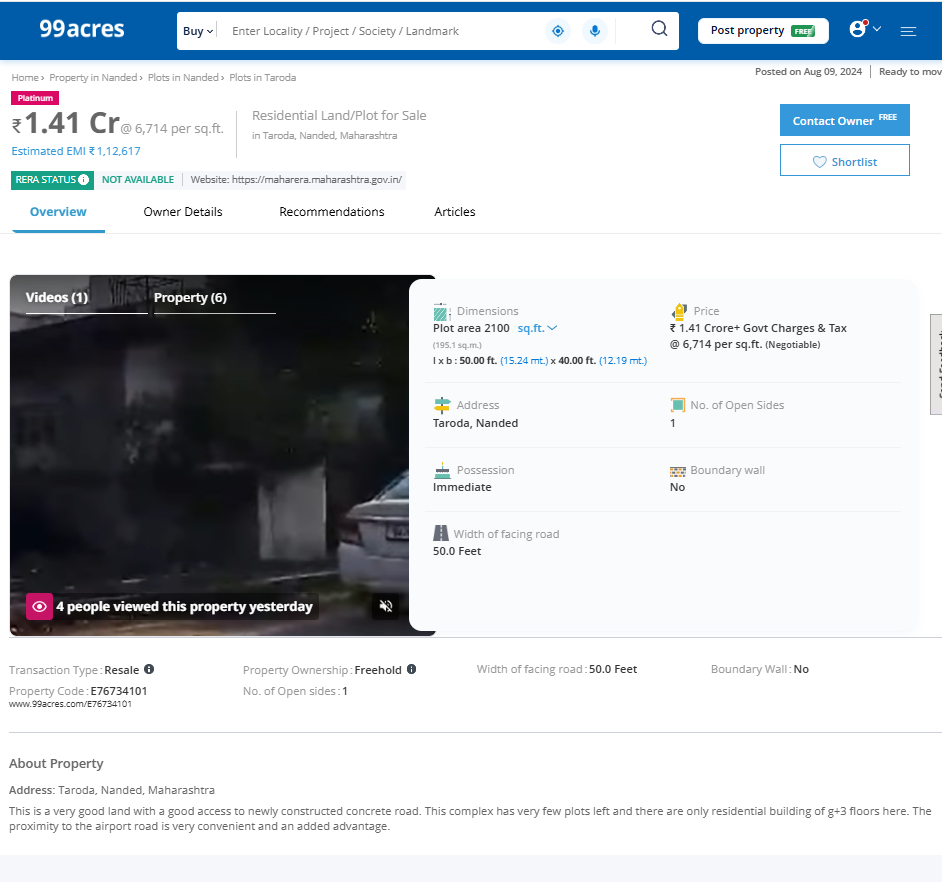 99acres
Buy
Enter Locality / Project / Society / Landmark
Post property FREE
Home › Property in Nanded › Plots in Nanded › Plots in Taroda
Posted on Aug 09, 2024 | Ready to mov
Platinum
₹1.41 Cr @ 6,714 per sq.ft.
Estimated EMI ₹ 1,12,617
Residential Land/Plot for Sale
in Taroda, Nanded, Maharashtra
Contact Owner FREE
Shortlist
RERA STATUS NOT AVAILABLE Website: https://maharera.maharashtra.gov.in/
Overview
Owner Details
Recommendations
Articles
Videos (1)
Property (6)
4 people viewed this property yesterday
Dimensions
Plot area 2100 sq.ft.
(195.1 sq.m.)
l x b : 50.00 ft. (15.24 mt.) x 40.00 ft. (12.19 mt.)
Price
₹ 1.41 Crore+ Govt Charges & Tax
@ 6,714 per sq.ft. (Negotiable)
Address
Taroda, Nanded
No. of Open Sides
1
Possession
Immediate
Boundary wall
No
Width of facing road
50.0 Feet
Transaction Type : Resale
Property Ownership : Freehold
Width of facing road : 50.0 Feet
Boundary Wall : No
Property Code : E76734101
www.99acres.com/E76734101
No. of Open sides : 1
About Property
Address: Taroda, Nanded, Maharashtra
This is a very good land with a good access to newly constructed concrete road. This complex has very few plots left and there are only residential building of g+3 floors here. The
proximity to the airport road is very convenient and an added advantage.